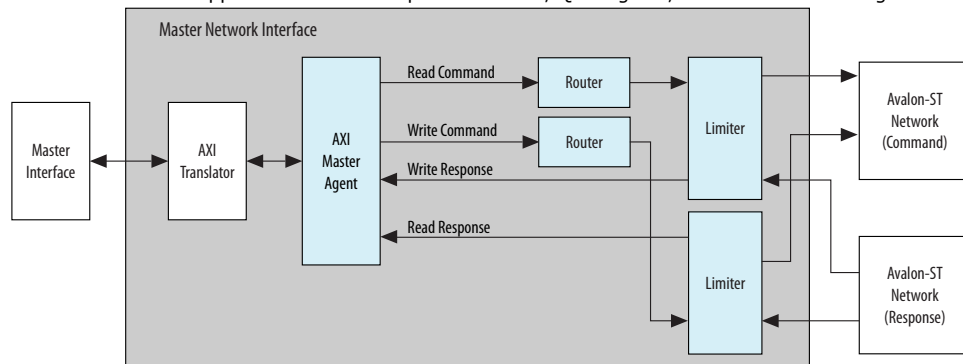 Master Network Interface
Master
Interface
AXI
Translator
AXI
Master
Agent
Read Command
Router
Write Command
Router
Write Response
Read Response
Limiter
Limiter
Avalon-ST
Network
(Command)
Avalon-ST
Network
(Response)